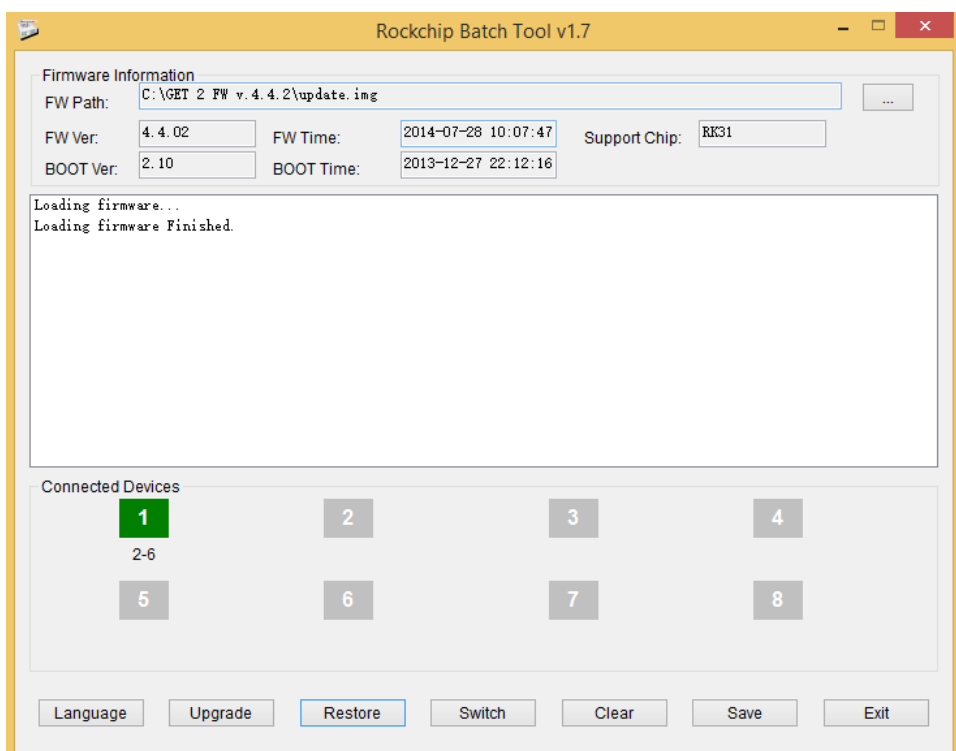 Rockchip Batch Tool v1.7
Firmware Information
FW Path: C:\GET 2 FW v.4.4.2\update.img ...
FW Ver: 4.4.02 FW Time: 2014-07-28 10:07:47 Support Chip: RK31
BOOT Ver: 2.10 BOOT Time: 2013-12-27 22:12:16
Loading firmware...
Loading firmware Finished.
Connected Devices
1 2 3 4
2-6
5 6 7 8
Language Upgrade Restore Switch Clear Save Exit